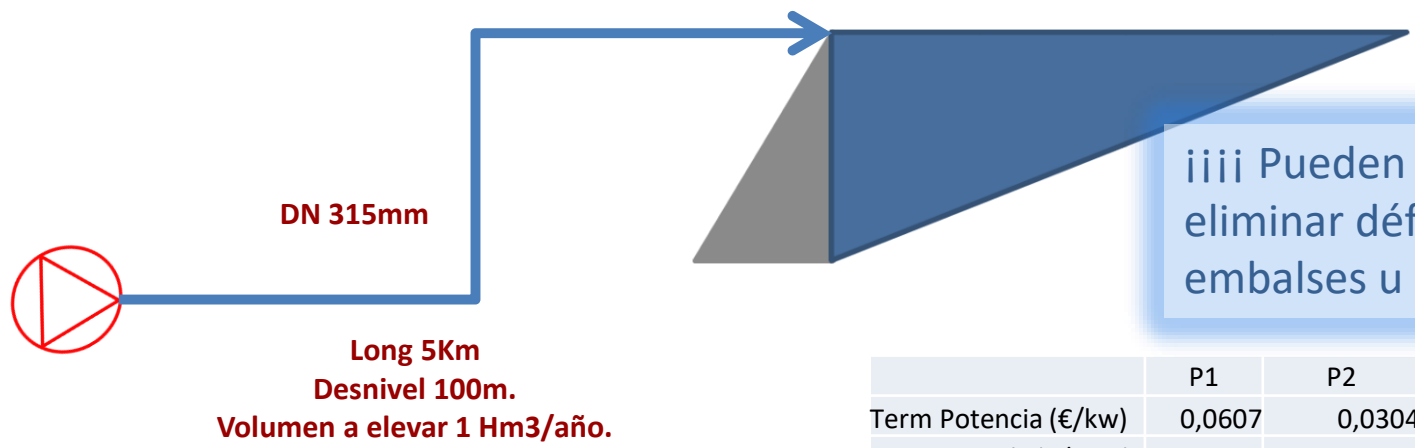 DN 315mm
Long 5Km
Desnivel 100m.
Volumen a elevar 1 Hm3/año.
¡¡¡¡ Pueden
eliminar déf
embalses u
P1 P2
Term Potencia (€/kw) 0,0607 0,0304